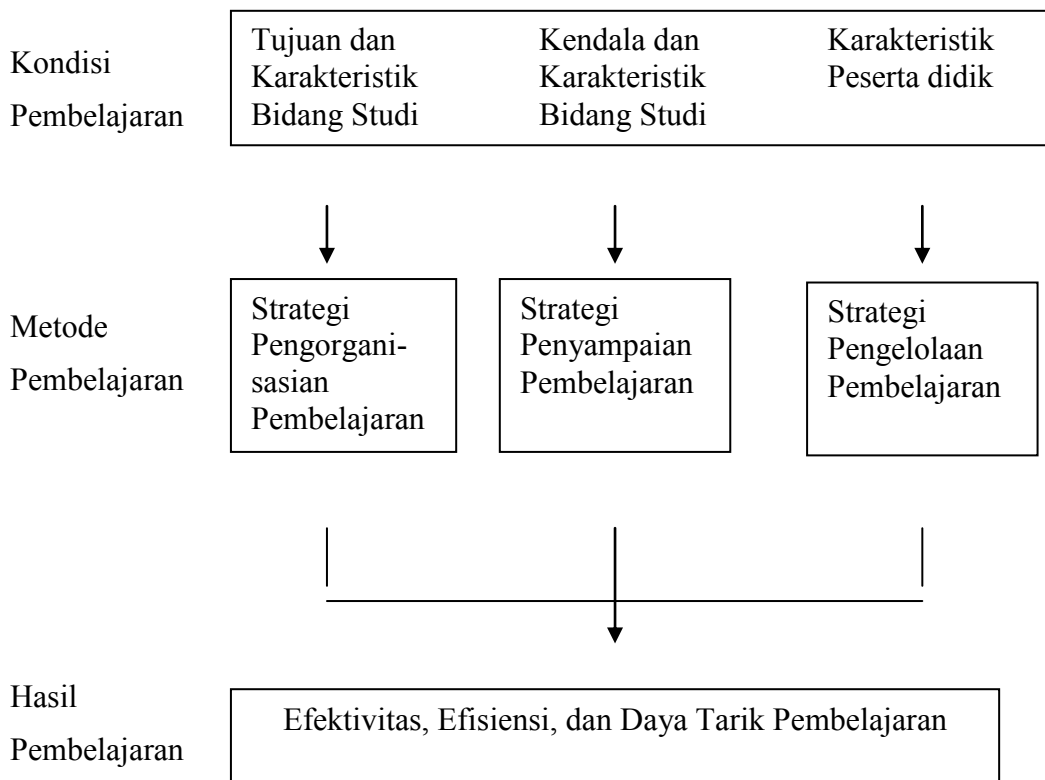 Kondisi
Pembelajaran
Tujuan dan
Karakteristik
Bidang Studi
Kendala dan
Karakteristik
Bidang Studi
Karakteristik
Peserta didik
Metode
Pembelajaran
Strategi
Pengorgani-
sasian
Pembelajaran
Strategi
Penyampaian
Pembelajaran
Strategi
Pengelolaan
Pembelajaran
Hasil
Pembelajaran
Efektivitas, Efisiensi, dan Daya Tarik Pembelajaran